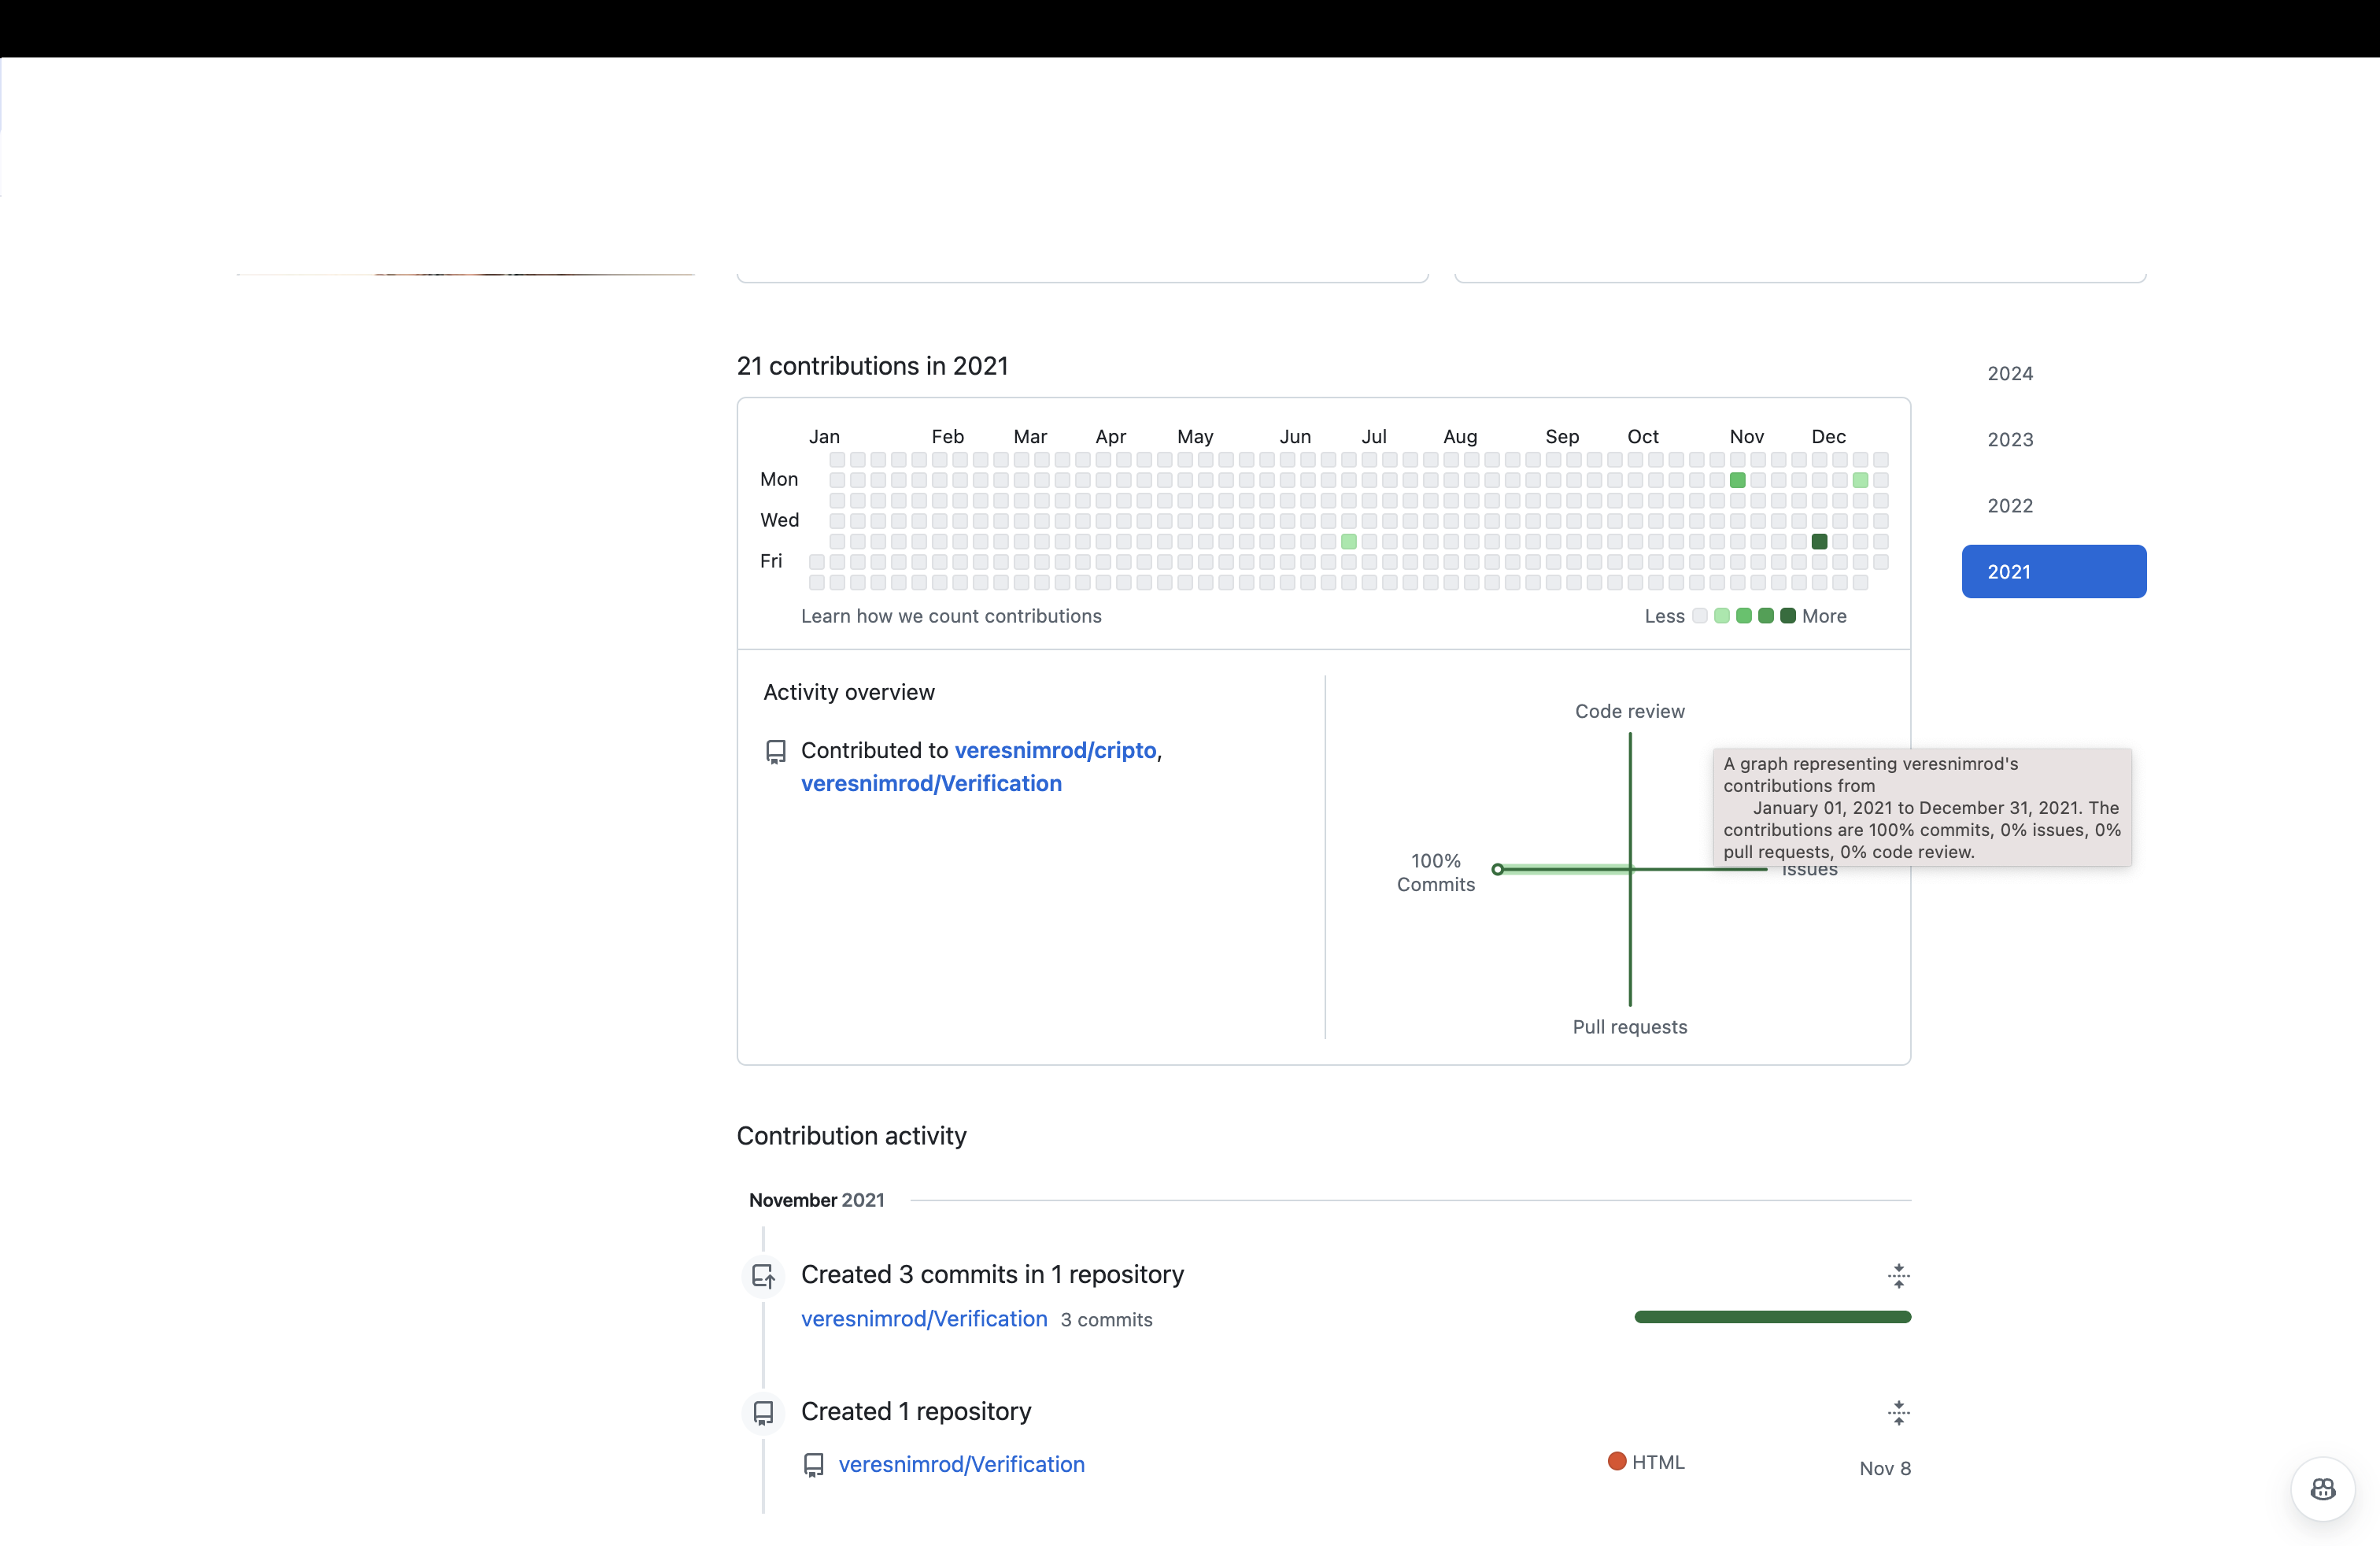 21 contributions in 2021
2024
2023
2022
2021
Jan Feb Mar Apr May Jun Jul Aug Sep Oct Nov Dec
Mon
Wed
Fri
Learn how we count contributions
Less More
Activity overview
Contributed to veresnimrod/cripto,
veresnimrod/Verification
Code review
A graph representing veresnimrod's
contributions from
January 01, 2021 to December 31, 2021. The
contributions are 100% commits, 0% issues, 0%
pull requests, 0% code review.
100%
Commits
Issues
Pull requests
Contribution activity
November 2021
Created 3 commits in 1 repository
veresnimrod/Verification 3 commits
Created 1 repository
veresnimrod/Verification
HTML
Nov 8